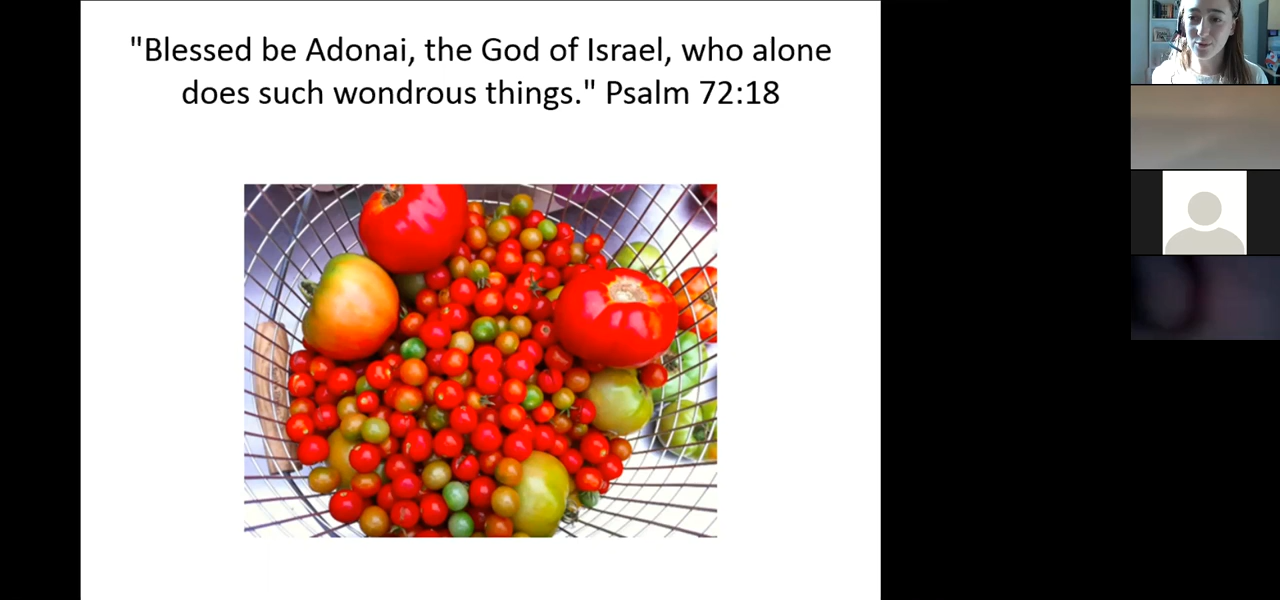 "Blessed be Adonai, the God of Israel, who alone
does such wondrous things." Psalm 72:18